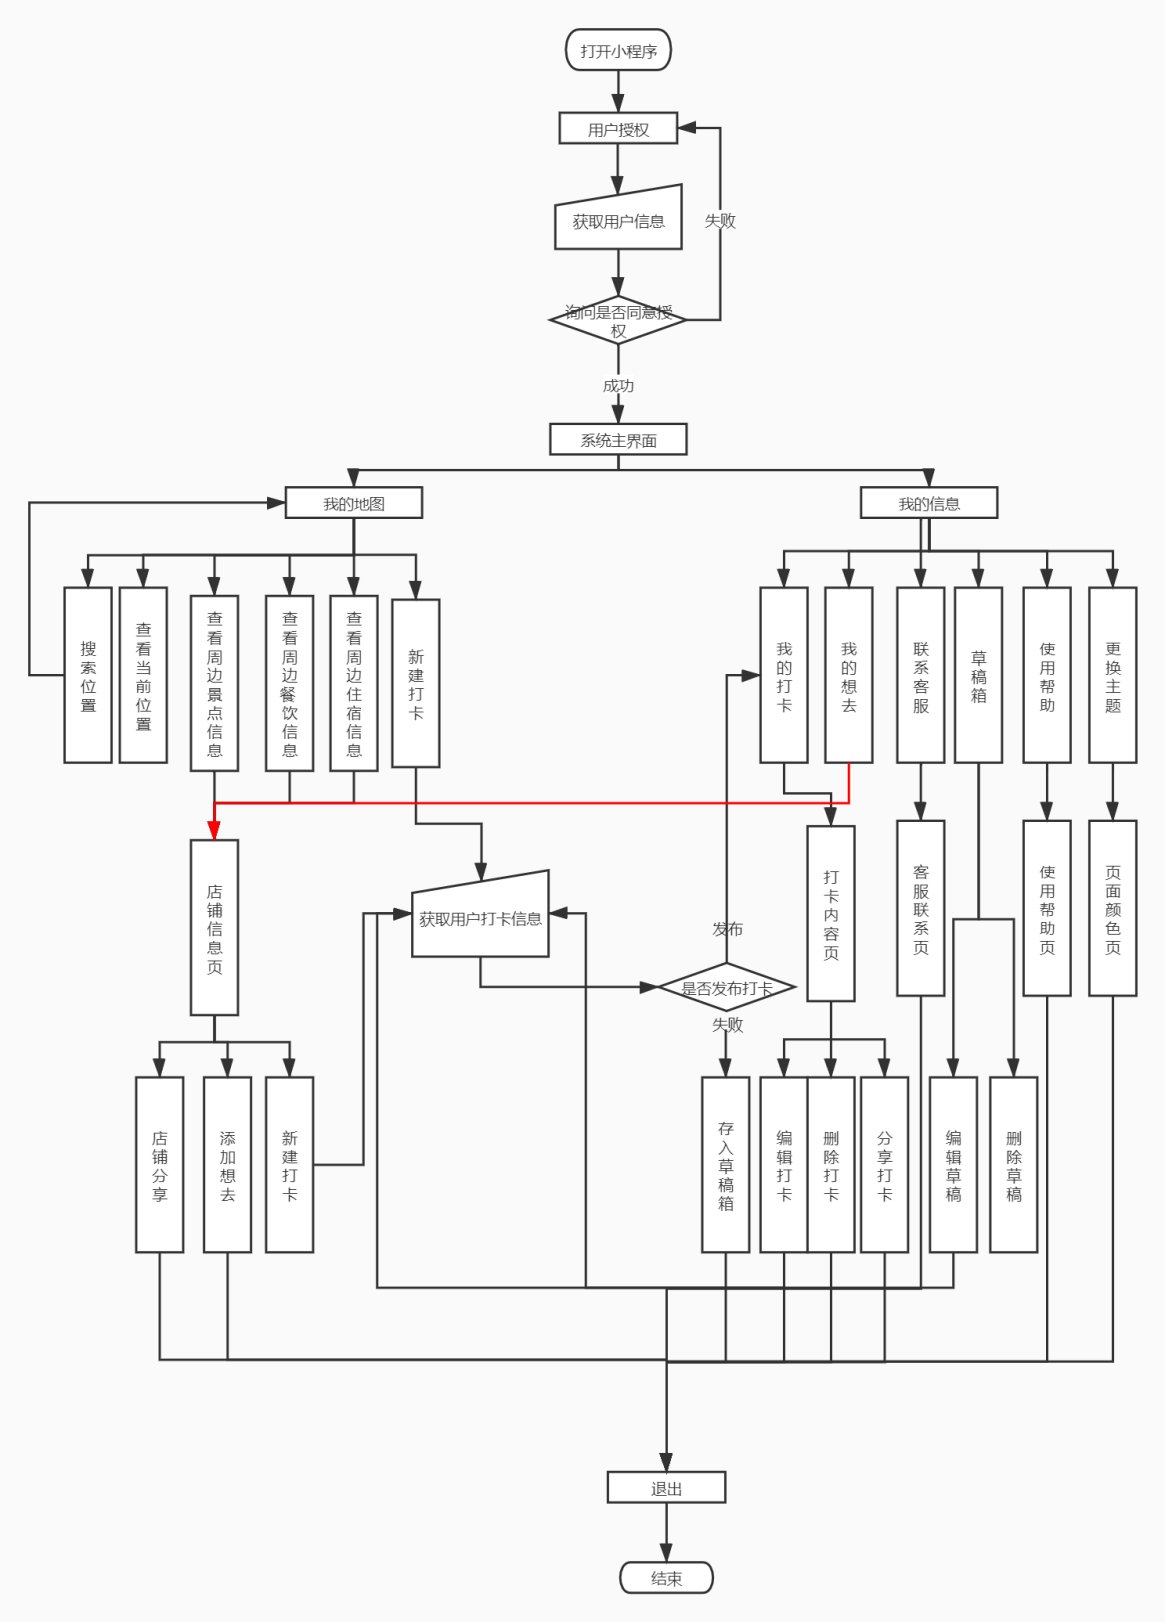 打开小程序
用户授权
获取用户信息
失败
询问是否同意授
权
成功
系统主界面
我的地图
我的信息
搜索位置
查看当前位置
查看周边景点信息
查看周边餐饮信息
查看周边住宿信息
新建打卡
我的打卡
我的想去
联系客服
草稿箱
使用帮助
更换主题
店铺信息页
获取用户打卡信息
发布
是否发布打卡
失败
打卡内容页
客服联系页
使用帮助页
页面颜色页
店铺分享
添加想去
新建打卡
存入草稿箱
编辑打卡
删除打卡
分享打卡
编辑草稿
删除草稿
退出
结束